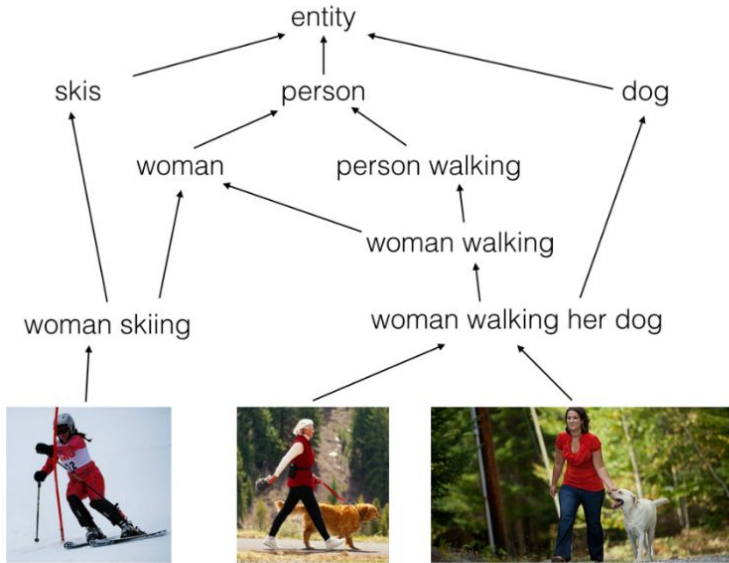 entity
skis
person
dog
woman
person walking
woman walking
woman skiing
woman walking her dog